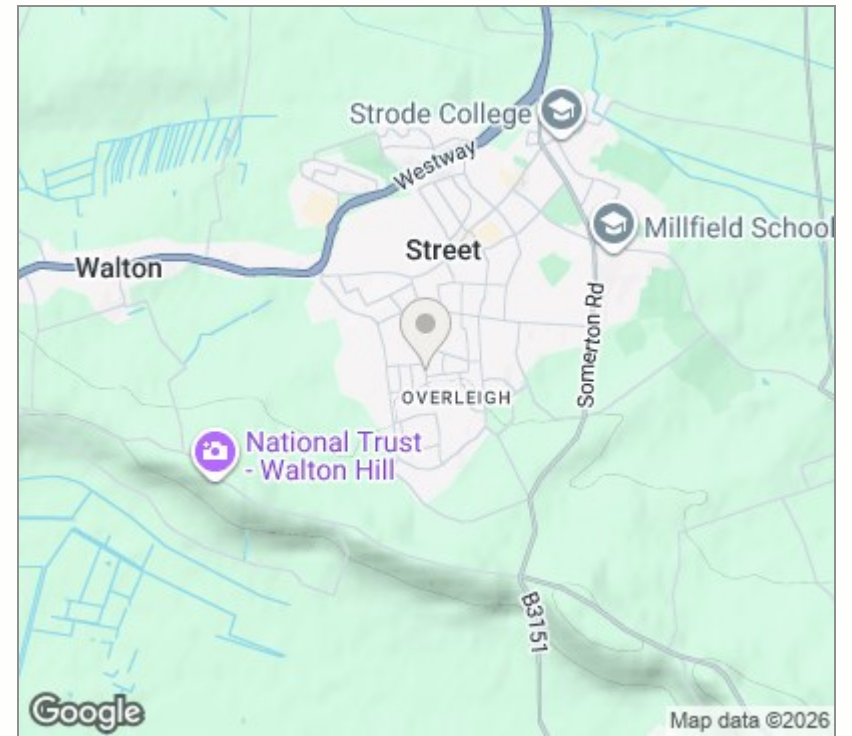 Strode College
Westway
Millfield School
Street
Walton
Somerton Rd
OVERLEIGH
National Trust
- Walton Hill
B3151
Google
Map data ©2026